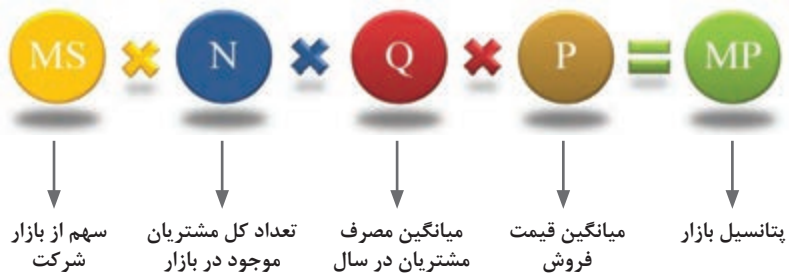 MS × N × Q × P = MP
پتانسیل بازار
میانگین قیمت
فروش
میانگین مصرف
مشتریان در سال
تعداد کل مشتریان
موجود در بازار
سهم از بازار
شرکت